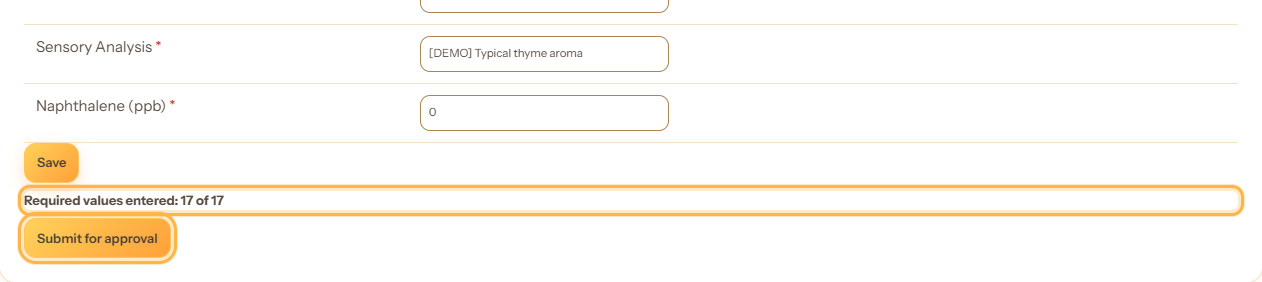 Sensory Analysis *
[DEMO] Typical thyme aroma
Naphthalene (ppb) *
0
Save
Required values entered: 17 of 17
Submit for approval